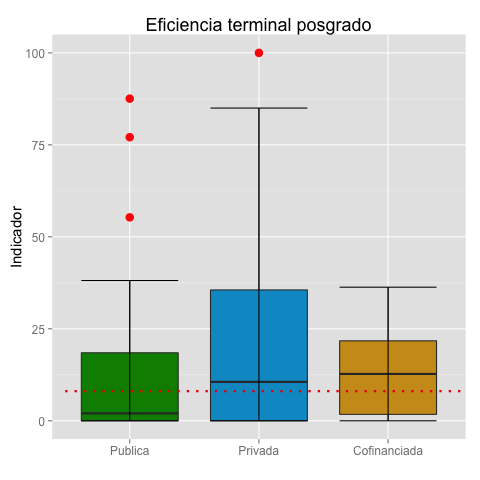 Eficiencia terminal posgrado
100
75
50
25
0
Indicador
Publica
Privada
Cofinanciada